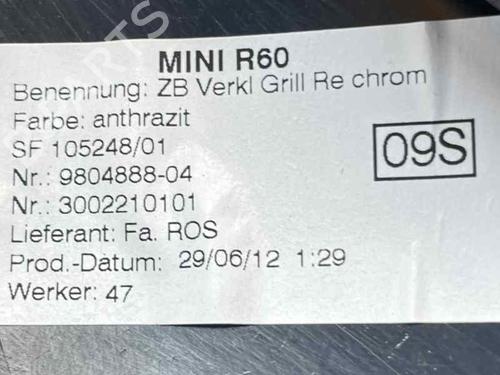 MINI R60
Benennung: ZB Verkl Grill Re chrom
Farbe: anthrazit
SF 105248/01
09S
Nr.: 9804888-04
Nr.: 3002210101
Lieferant: Fa. ROS
Prod.-Datum: 29/06/12 1:29
Werker: 47